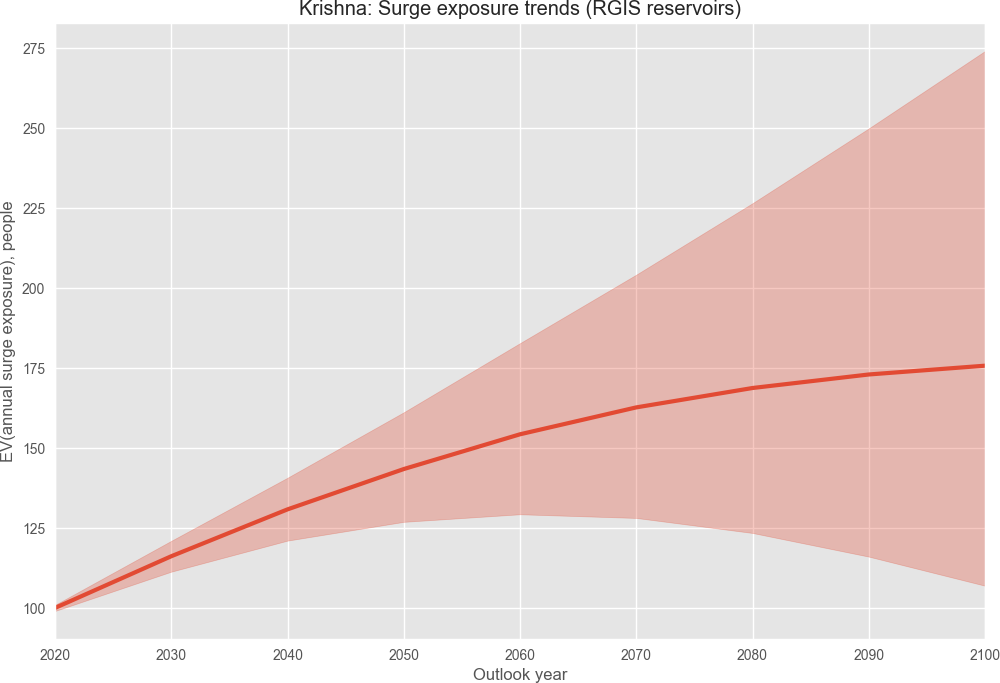 Krishna: Surge exposure trends (RGIS reservoirs)
EV(annual surge exposure), people
275
250
225
200
175
150
125
100
2020 2030 2040 2050 2060 2070 2080 2090 2100
Outlook year